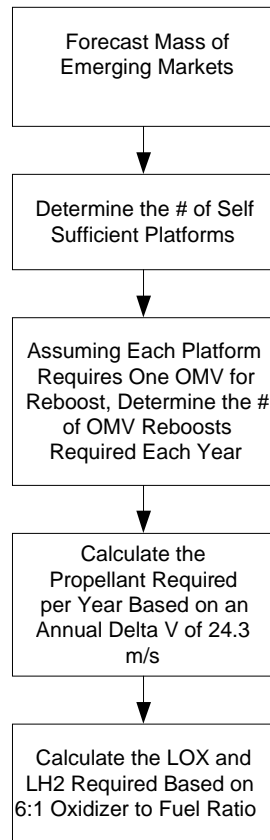 Forecast Mass of
Emerging Markets
Determine the # of Self
Sufficient Platforms
Assuming Each Platform
Requires One OMV for
Reboost, Determine the #
of OMV Reboosts
Required Each Year
Calculate the
Propellant Required
per Year Based on an
Annual Delta V of 24.3
m/s
Calculate the LOX and
LH2 Required Based on
6:1 Oxidizer to Fuel Ratio